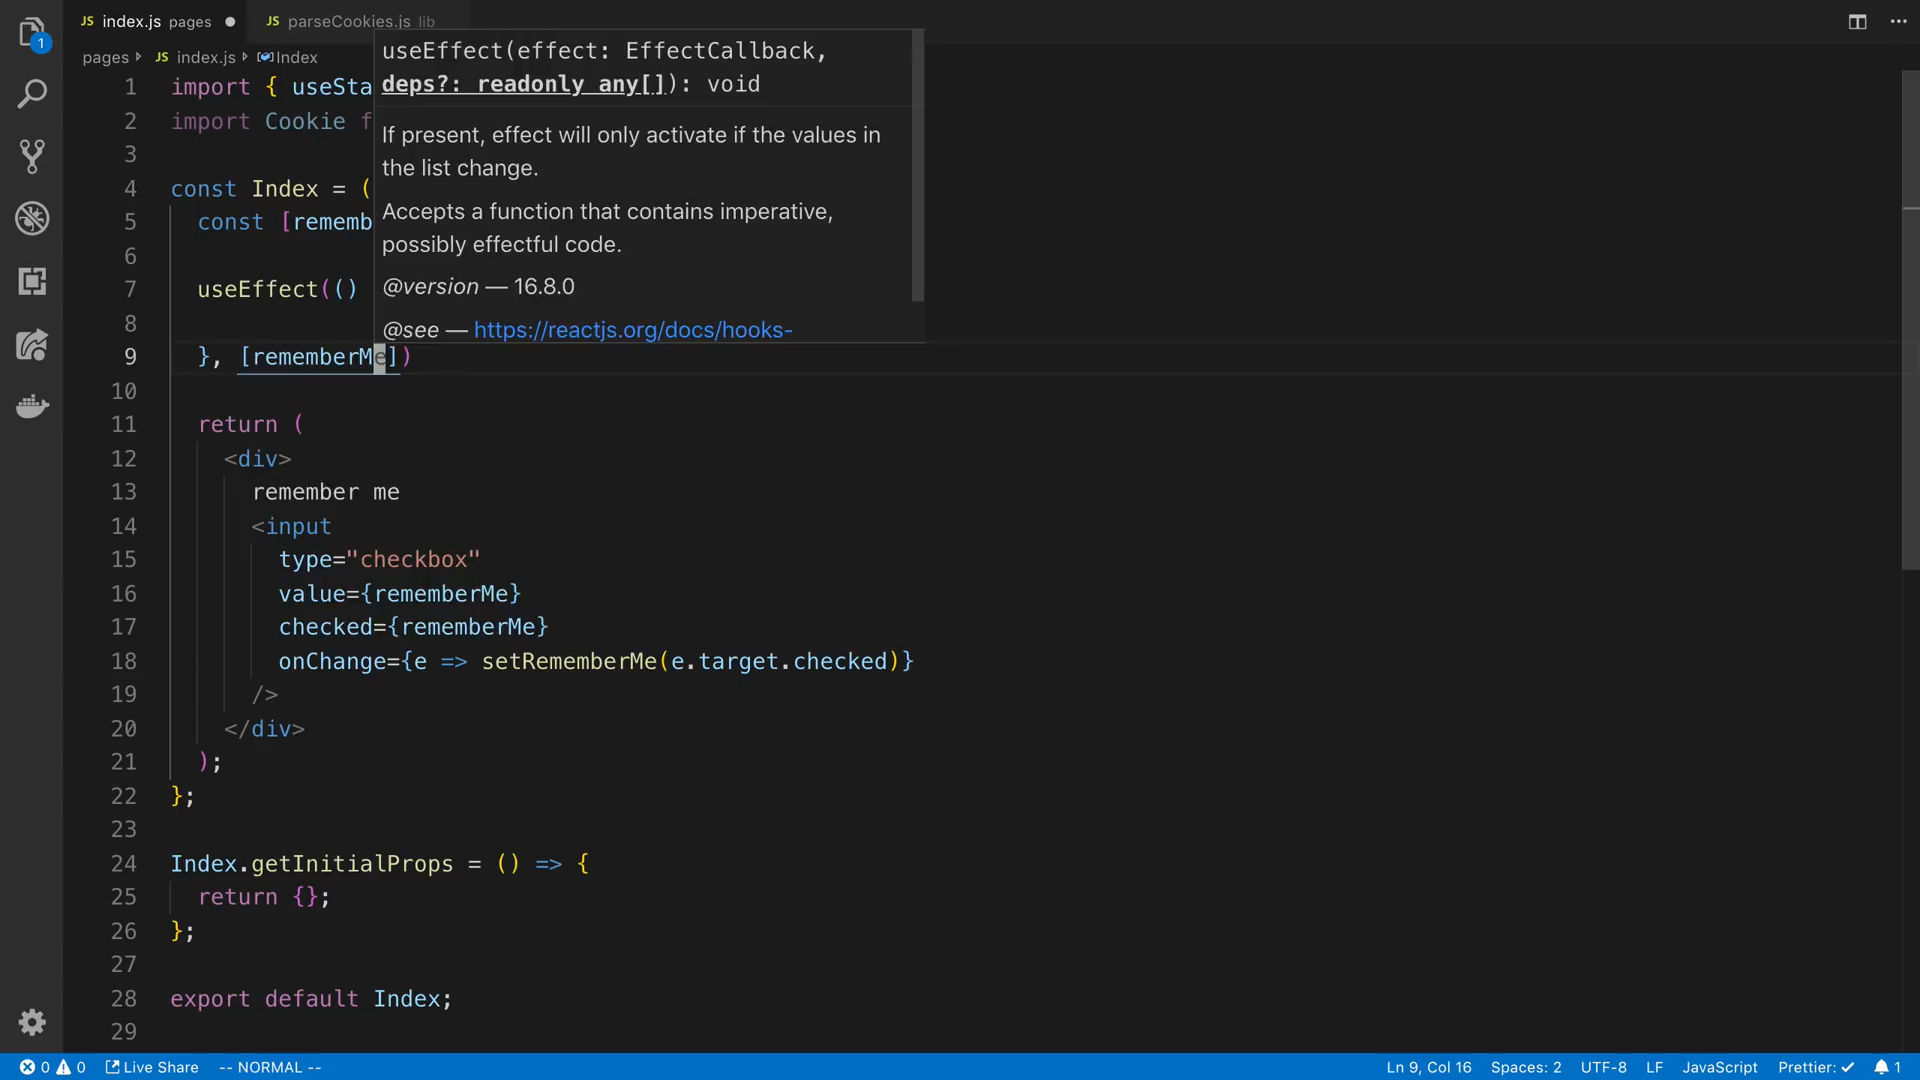 JS index.js pages ●
JS parseCookies.js lib
1
pages JS index.js Index
useEffect(effect: EffectCallback,
deps?: readonly any[]): void
If present, effect will only activate if the values in
the list change.
Accepts a function that contains imperative,
possibly effectful code.
@version — 16.8.0
@see — https://reactjs.org/docs/hooks-
1 import { useSta
2 import Cookie f
3
4 const Index = (
5 const [rememb
6
7 useEffect(()
8
9 }, [rememberMe])
10
11 return (
12 <div>
13 remember me
14 <input
15 type="checkbox"
16 value={rememberMe}
17 checked={rememberMe}
18 onChange={e => setRememberMe(e.target.checked)}
19 />
20 </div>
21 );
22 };
23
24 Index.getInitialProps = () => {
25 return {};
26 };
27
28 export default Index;
29
0 0 Live Share -- NORMAL -- Ln 9, Col 16 Spaces: 2 UTF-8 LF JavaScript Prettier: ✓ 1